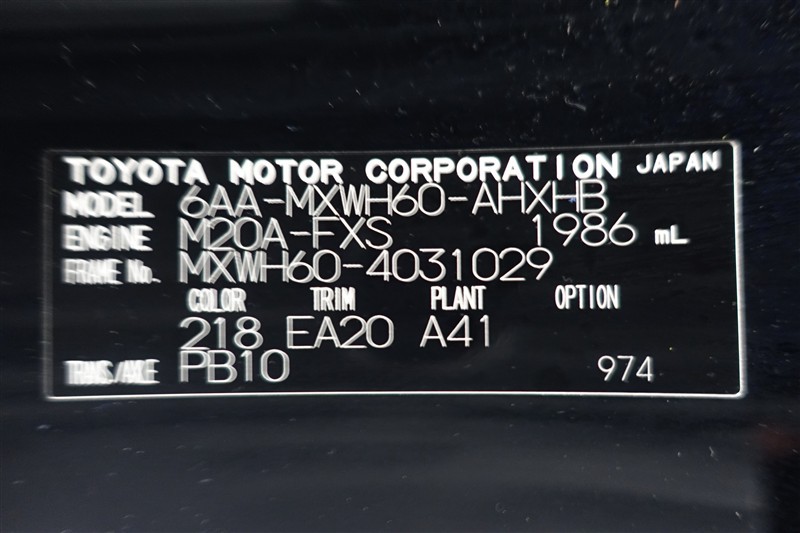 TOYOTA MOTOR CORPORATION JAPAN
MODEL 6AA-MXWH60-AHXHB
ENGINE M20A-FXS 1986 mL
FRAME No. MXWH60-4031029
COLOR TRIM PLANT OPTION
218 EA20 A41
TRANS/AXLE PB10 974